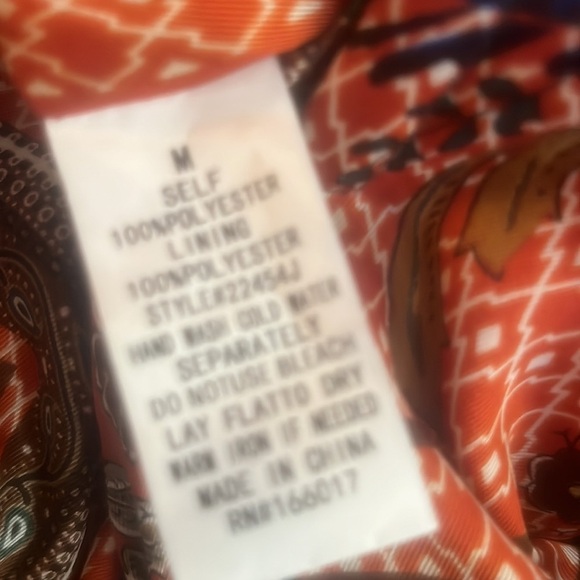 M
SELF
100%POLYESTER
LINING
100%POLYESTER
STYLE#22454J
HAND WASH COLD WATER
SEPARATELY
DO NOTUSE BLEACH
LAY FLATTO DRY
WARM IRON IF NEEDED
MADE IN CHINA
RN#166017